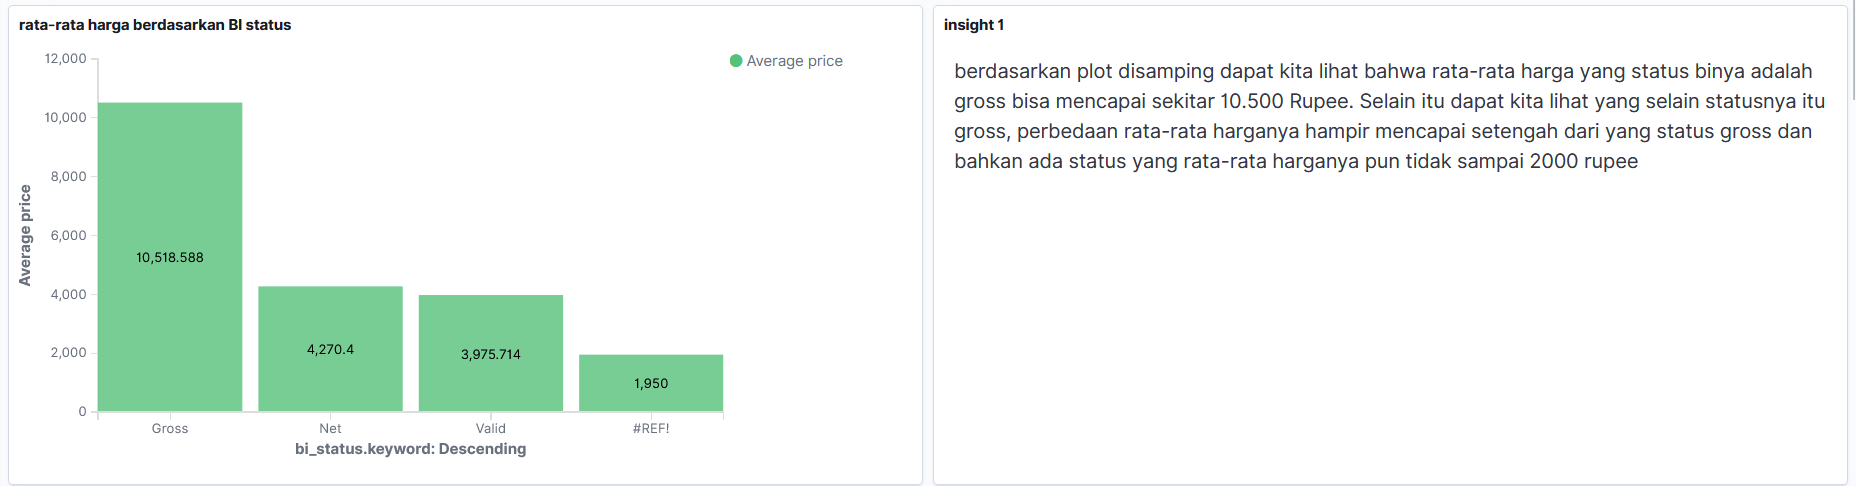 rata-rata harga berdasarkan BI status
12,000
10,000
8,000
6,000
4,000
2,000
0
Average price
10,518.588
4,270.4
3,975.714
1,950
Gross
Net
Valid
#REF!
bi_status.keyword: Descending
Average price
insight 1
berdasarkan plot disamping dapat kita lihat bahwa rata-rata harga yang status binya adalah
gross bisa mencapai sekitar 10.500 Rupee. Selain itu dapat kita lihat yang selain statusnya itu
gross, perbedaan rata-rata harganya hampir mencapai setengah dari yang status gross dan
bahkan ada status yang rata-rata harganya pun tidak sampai 2000 rupee